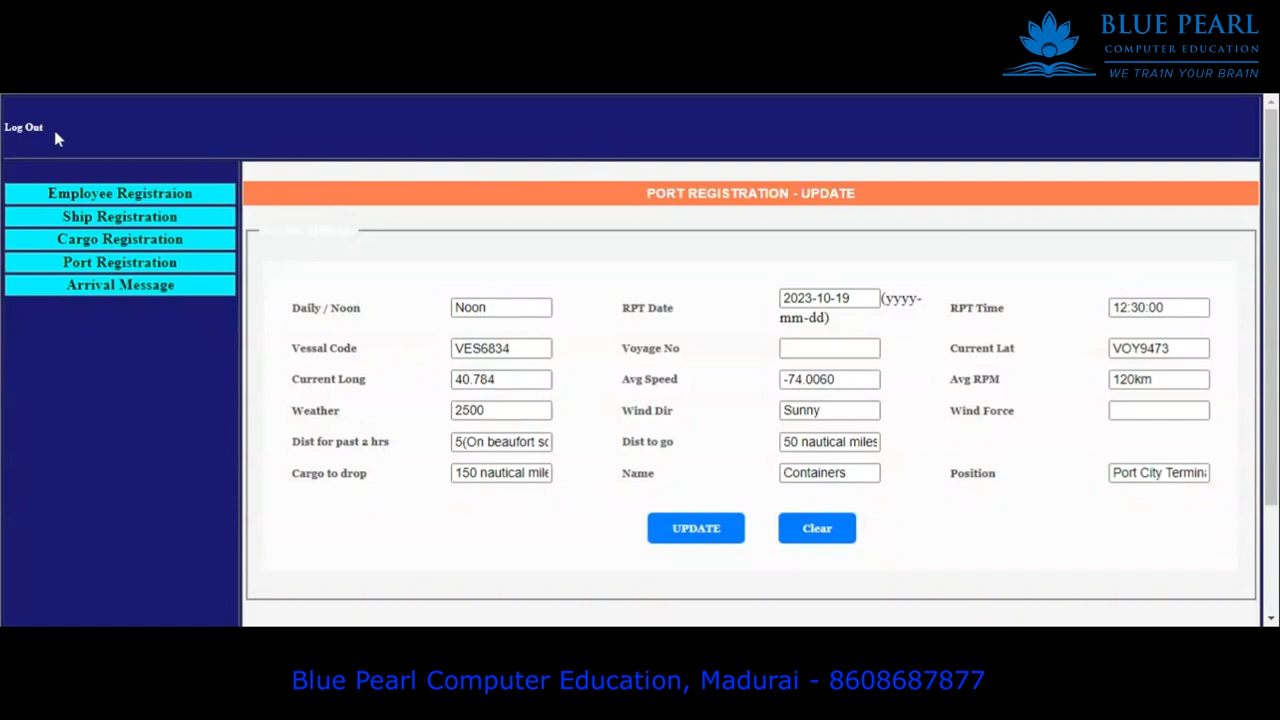 BLUE PEARL
COMPUTER EDUCATION
WE TRAIN YOUR BRAIN
Log Out
Employee Registraion
Ship Registration
Cargo Registration
Port Registration
Arrival Message
PORT REGISTRATION - UPDATE
Daily / Noon Noon RPT Date 2023-10-19 (yyyy-mm-dd) RPT Time 12:30:00
Vessal Code VES6834 Voyage No Current Lat VOY9473
Current Long 40.784 Avg Speed -74.0060 Avg RPM 120km
Weather 2500 Wind Dir Sunny Wind Force
Dist for past 2 hrs 5(On beaufort sc Dist to go 50 nautical miles
Cargo to drop 150 nautical mile Name Containers Position Port City Termina
UPDATE Clear
Blue Pearl Computer Education, Madurai - 8608687877